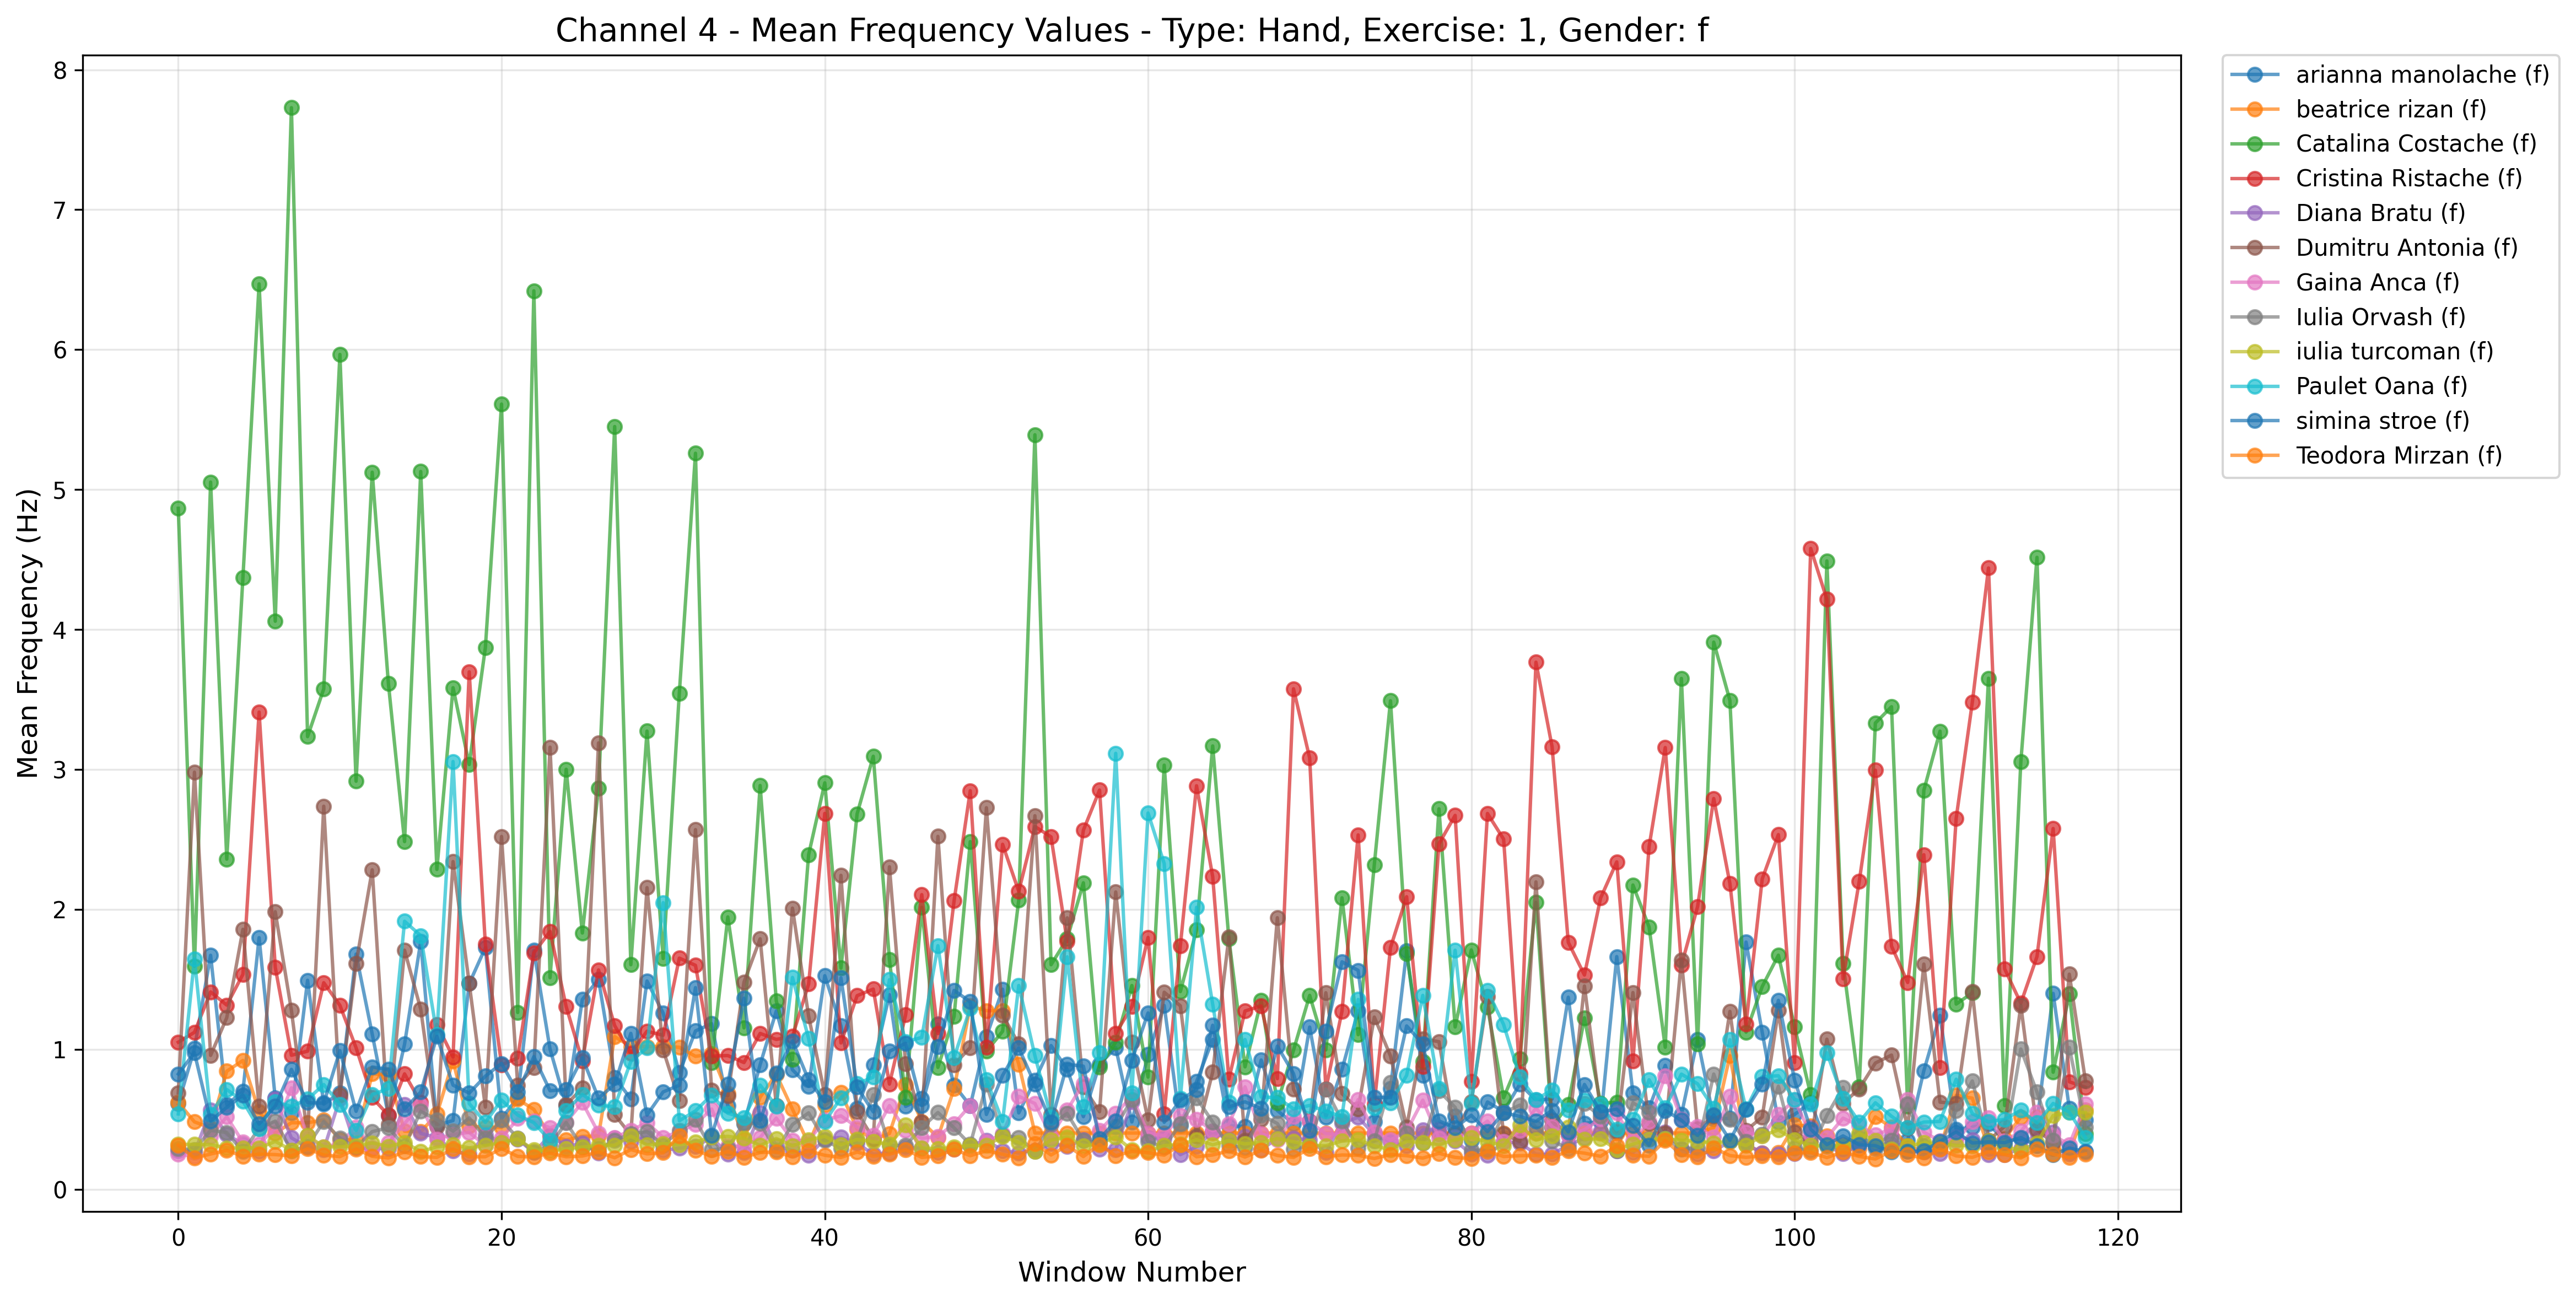 Channel 4 - Mean Frequency Values - Type: Hand, Exercise: 1, Gender: f
8
7
6
5
4
3
2
1
0
Mean Frequency (Hz)
0 20 40 60 80 100 120
Window Number
arianna manolache (f)
beatrice rizan (f)
Catalina Costache (f)
Cristina Ristache (f)
Diana Bratu (f)
Dumitru Antonia (f)
Gaina Anca (f)
Iulia Orvash (f)
iulia turcoman (f)
Paulet Oana (f)
simina stroe (f)
Teodora Mirzan (f)